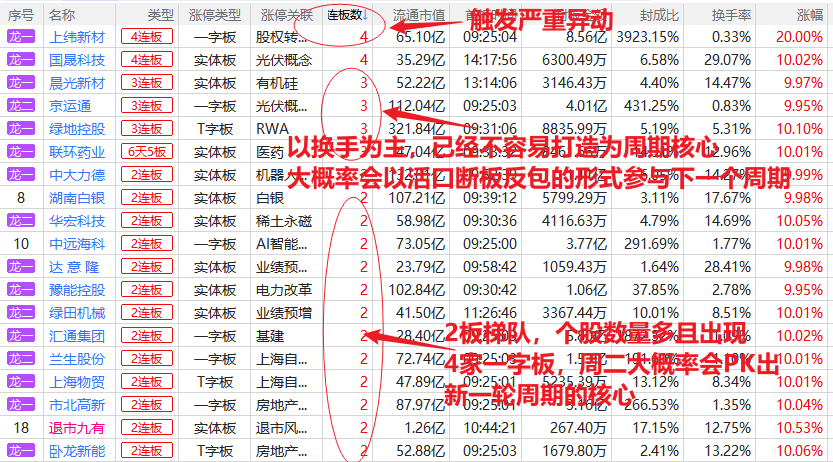 序号 名称 类型 涨停类型 涨停关联 连板数↓ 流通市值 封成比 换手率 涨幅
触发严重异动
龙一 上纬新材 4连板 一字板 股权转... 4 65.10亿 09:25:04 8.56亿 3923.15% 0.33% 20.00%
龙一 国晟科技 4连板 实体板 光伏概念 4 35.29亿 14:17:56 6300.49万 6.58% 29.07% 10.02%
龙一 晨光新材 3连板 实体板 有机硅 3 52.22亿 13:14:06 3146.43万 4.40% 14.47% 9.97%
龙二 京运通 3连板 一字板 光伏概... 3 112.04亿 09:25:03 4.01亿 431.25% 0.83% 9.95%
龙一 绿地控股 3连板 T字板 RWA 3 321.84亿 09:31:06 8835.99万 5.19% 5.31% 10.10%
龙一 联环药业 6天5板 实体板 医药 12.96% 10.00%
以换手为主，已经不容易打造为周期核心
大概率会以活口断板反包的形式参与下一个周期
龙二 中大力德 2连板 实体板 机器人 2 9.99%
8 湖南白银 2连板 实体板 白银 2 107.21亿 09:39:12 5799.29万 3.11% 17.67% 9.98%
龙二 华宏科技 2连板 实体板 稀土永磁 2 58.98亿 09:30:36 4116.63万 4.79% 14.69% 10.05%
10 中远海科 2连板 一字板 AI智能... 2 73.05亿 09:25:00 3.77亿 291.69% 1.77% 10.01%
龙一 达意隆 2连板 实体板 业绩预... 2 23.79亿 09:58:42 1059.43万 1.64% 28.41% 9.98%
龙一 豫能控股 2连板 实体板 电力改革 2 102.84亿 09:30:42 1.06亿 37.85% 2.78% 9.95%
龙二 绿田机械 2连板 实体板 业绩预增 2 41.50亿 11:26:46 3367.44万 10.01% 8.51% 10.01%
龙一 汇通集团 2连板 一字板 基建 2 28.40亿 10.02%
2板梯队，个股数量多且出现
4家一字板，周二大概率会PK出
新一轮周期的核心
龙一 兰生股份 2连板 一字板 上海自... 2 72.74亿 09:25:03 10.01%
龙一 上海物贸 2连板 T字板 上海自... 2 47.89亿 09:25:01 5235.39万 13.12% 8.34% 10.01%
龙一 市北高新 2连板 一字板 房地产... 2 87.97亿 266.53% 1.35% 10.04%
18 退市九有 2连板 实体板 退市风... 2 1.26亿 10:44:21 267.40万 17.15% 12.75% 10.53%
龙一 卧龙新能 2连板 T字板 房地产... 2 52.88亿 09:25:03 1679.80万 2.41% 13.22% 10.06%